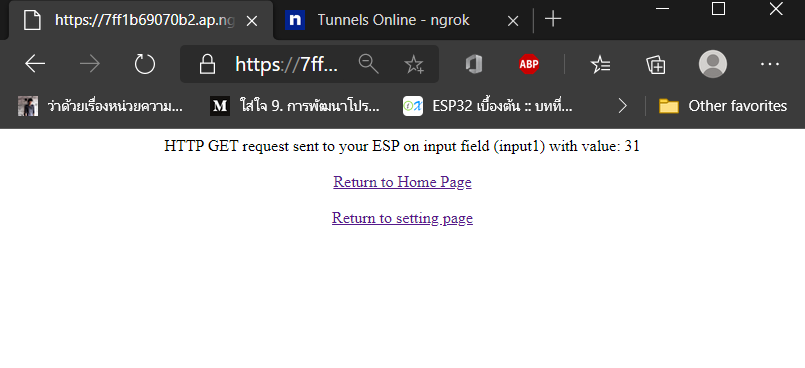 https://7ff1b69070b2.ap.ng
Tunnels Online - ngrok
https://7ff...
ABP
ว่าด้วยเรื่องหน่วยความ...
M
ใส่ใจ 9. การพัฒนาโปร...
ESP32 เบื้องต้น :: บทที่...
Other favorites
HTTP GET request sent to your ESP on input field (input1) with value: 31
Return to Home Page
Return to setting page